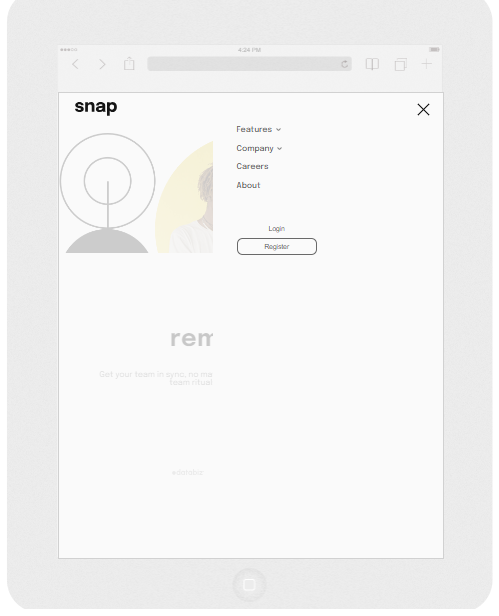 4:24 PM
snap
Features
Company
Careers
About
Login
Register
rem
Get your team in sync, no ma
team ritual